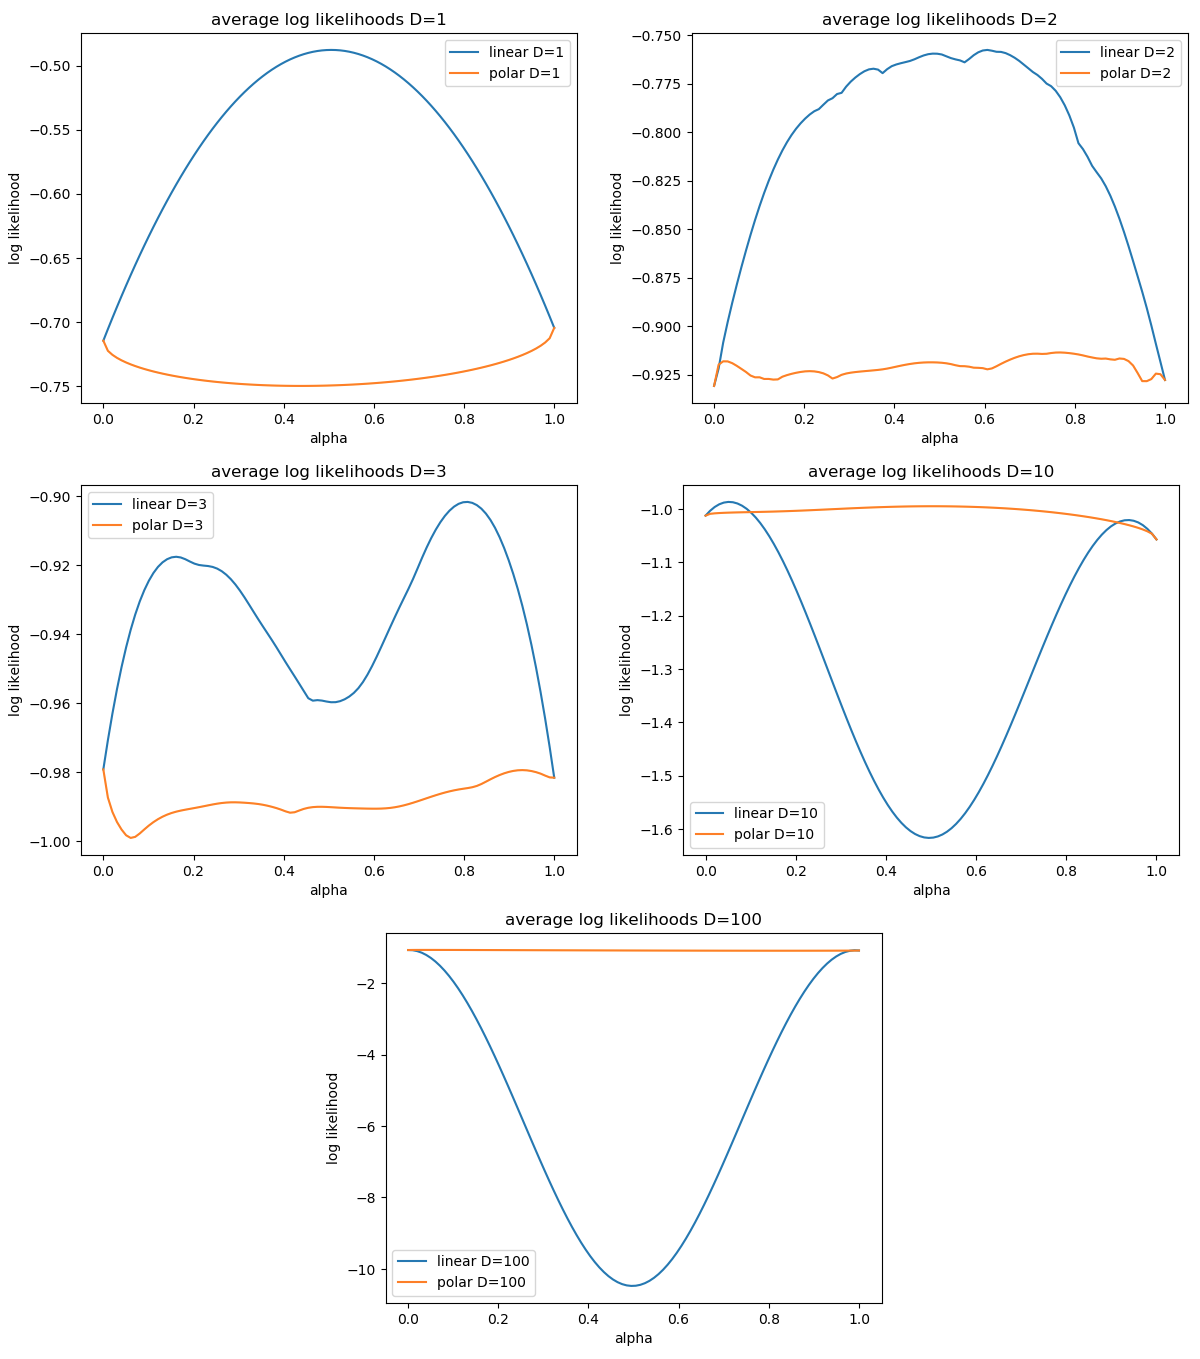 average log likelihoods D=1
linear D=1
polar D=1
−0.50
−0.55
−0.60
−0.65
−0.70
−0.75
log likelihood
0.0 0.2 0.4 0.6 0.8 1.0
alpha
average log likelihoods D=2
linear D=2
polar D=2
−0.750
−0.775
−0.800
−0.825
−0.850
−0.875
−0.900
−0.925
log likelihood
0.0 0.2 0.4 0.6 0.8 1.0
alpha
average log likelihoods D=3
linear D=3
polar D=3
−0.90
−0.92
−0.94
−0.96
−0.98
−1.00
log likelihood
0.0 0.2 0.4 0.6 0.8 1.0
alpha
average log likelihoods D=10
−1.0
−1.1
−1.2
−1.3
−1.4
−1.5
−1.6
log likelihood
linear D=10
polar D=10
0.0 0.2 0.4 0.6 0.8 1.0
alpha
average log likelihoods D=100
−2
−4
−6
−8
−10
log likelihood
linear D=100
polar D=100
0.0 0.2 0.4 0.6 0.8 1.0
alpha